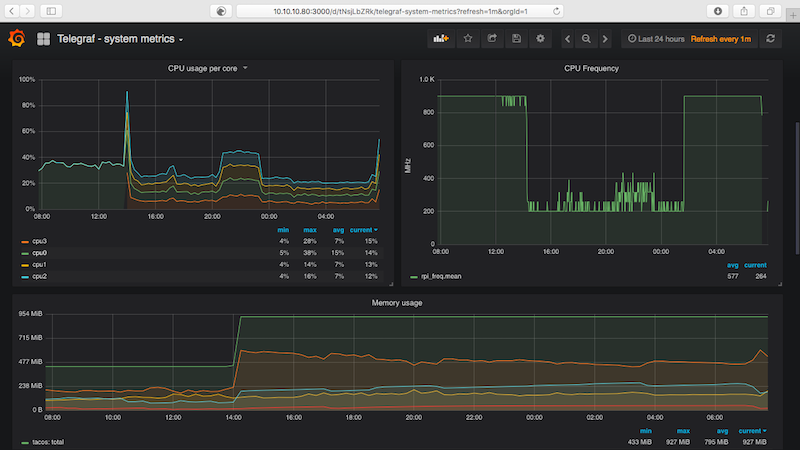 10.10.10.80:3000/d/tNsjLbZRk/telegraf-system-metrics?refresh=1m&orgId=1
Telegraf - system metrics
Last 24 hours Refresh every 1m
CPU usage per core
100%
80%
60%
40%
20%
0%
08:00 12:00 16:00 20:00 00:00 04:00
min max avg current
cpu3 4% 28% 7% 15%
cpu0 5% 38% 15% 14%
cpu1 4% 14% 7% 13%
cpu2 4% 16% 7% 12%
CPU Frequency
1.0 K
800
600
400
200
0
MHz
08:00 12:00 16:00 20:00 00:00 04:00
avg current
rpi_freq.mean 577 264
Memory usage
954 MiB
715 MiB
477 MiB
238 MiB
0 B
08:00 10:00 12:00 14:00 16:00 18:00 20:00 22:00 00:00 02:00 04:00 06:00
min max avg current
tacos: total 433 MiB 927 MiB 795 MiB 927 MiB